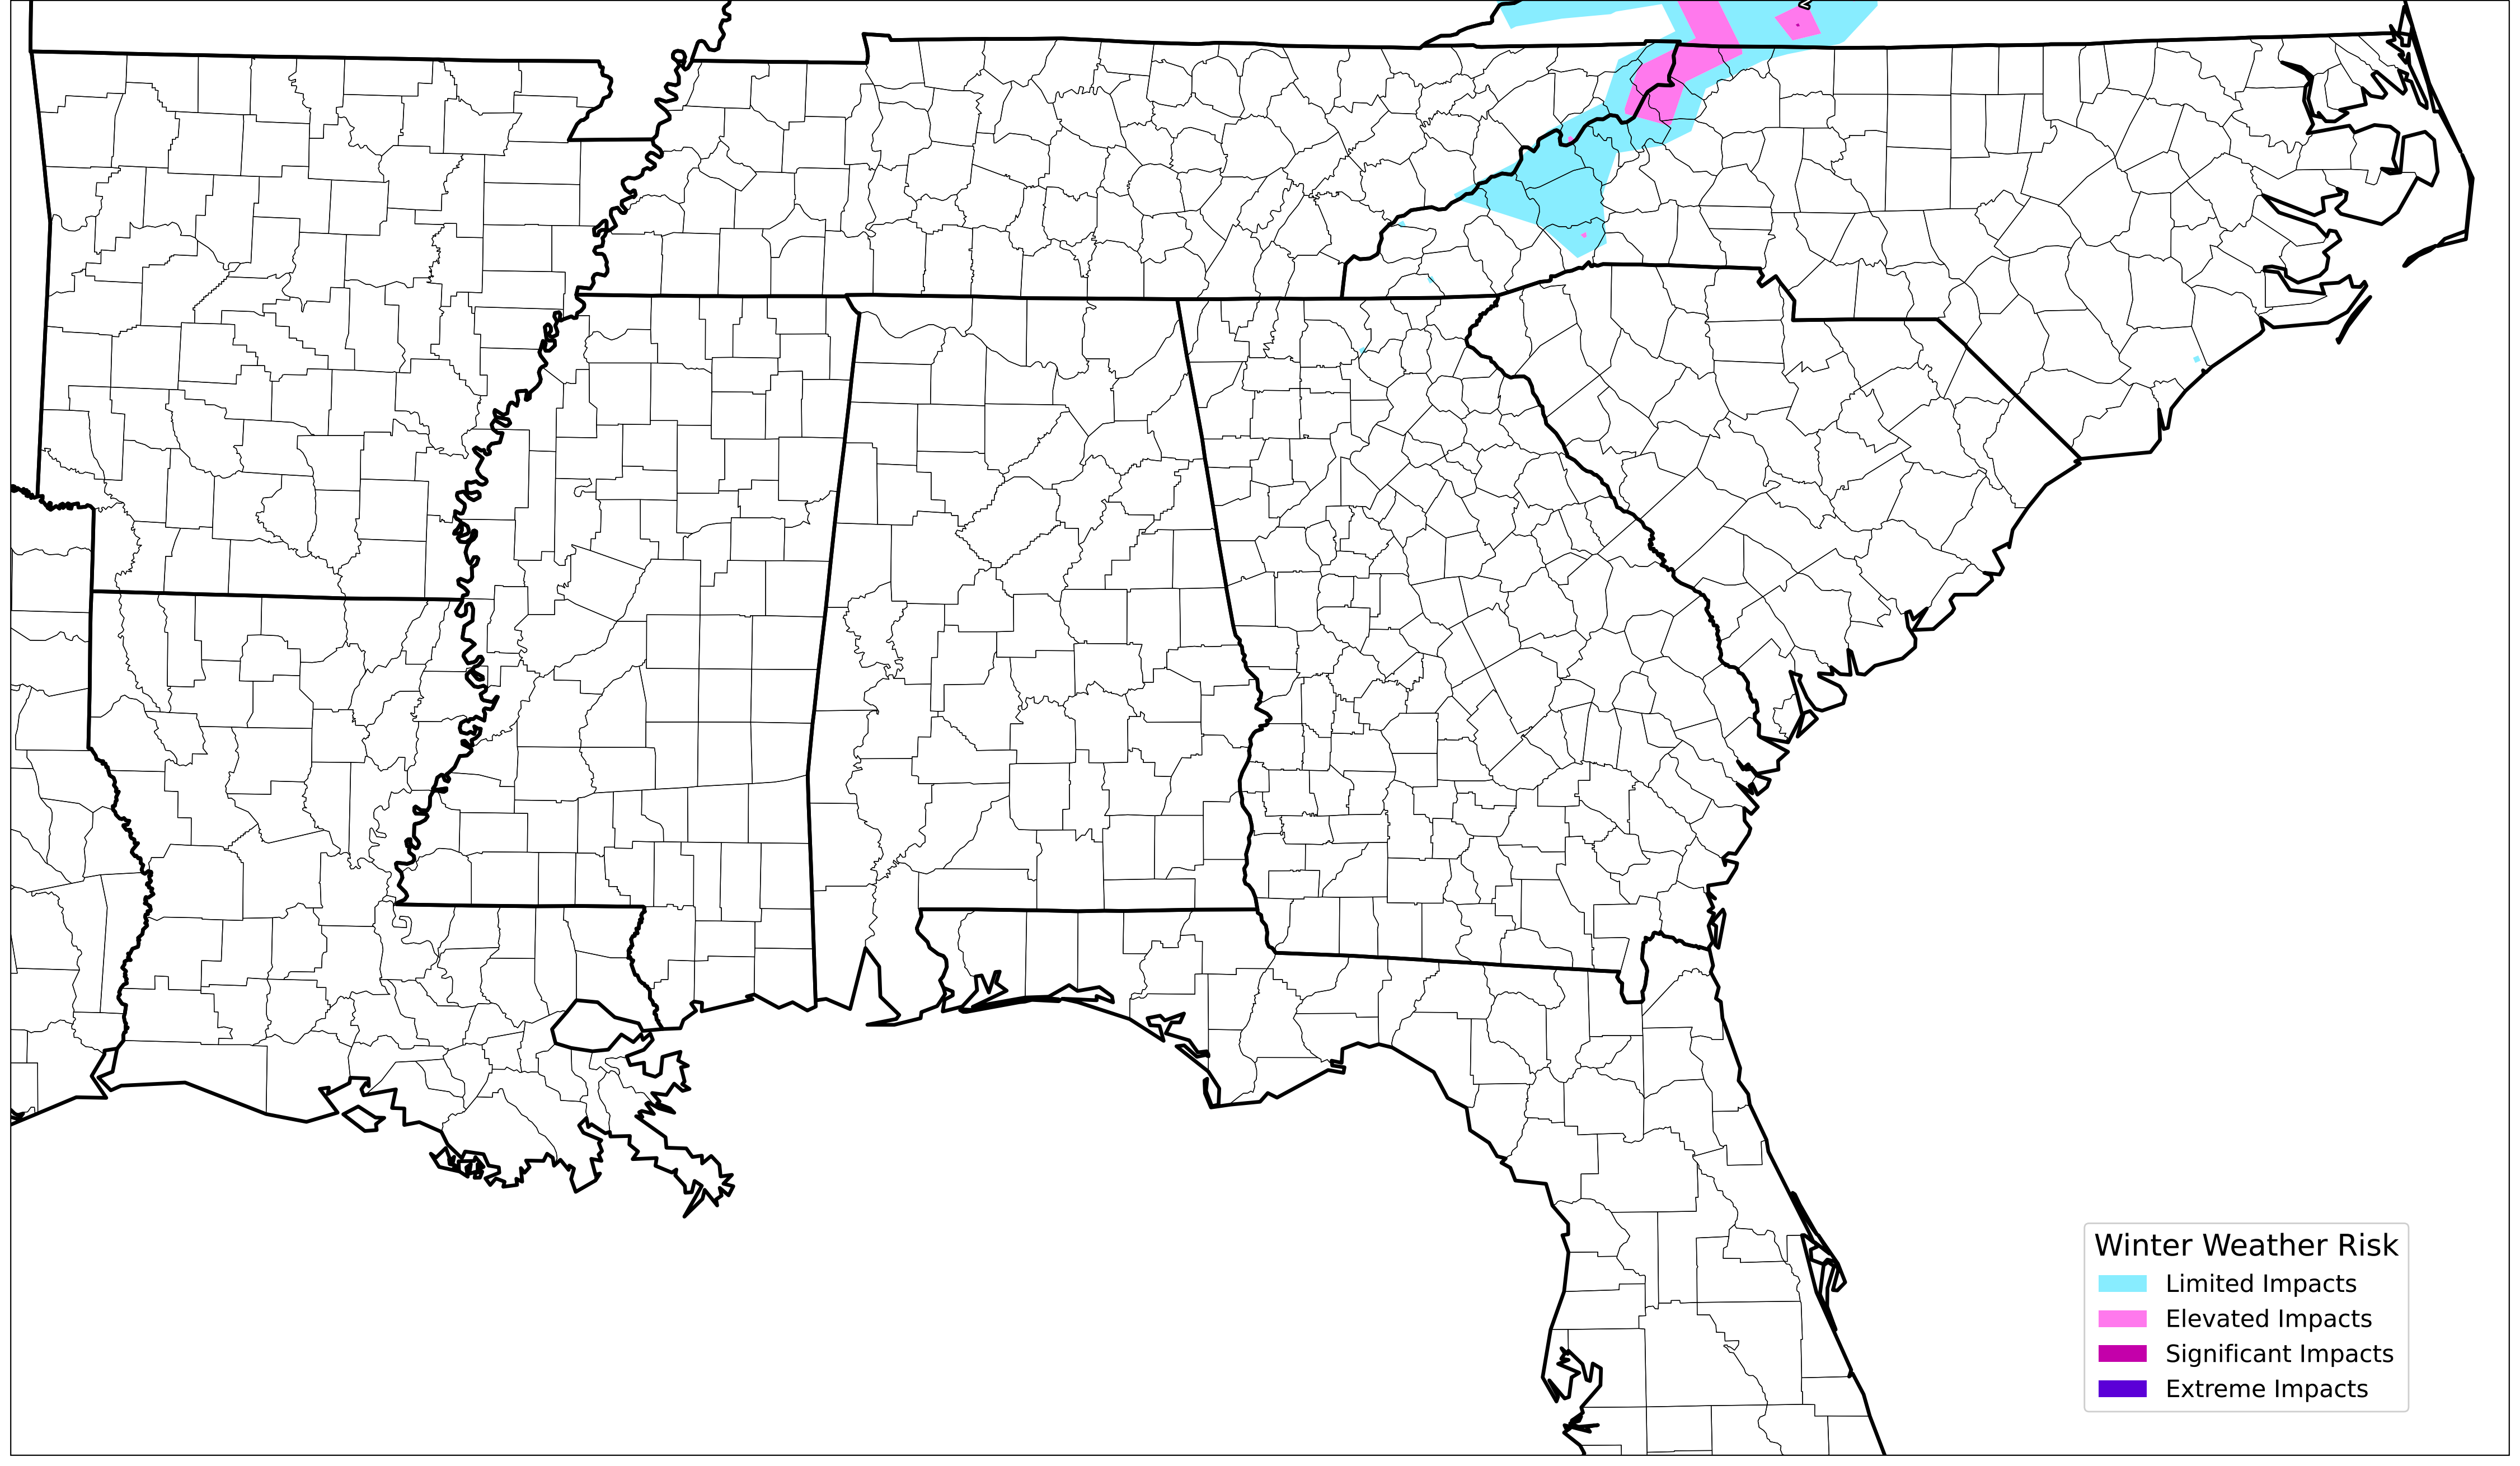 Winter Weather Risk
Limited Impacts
Elevated Impacts
Significant Impacts
Extreme Impacts